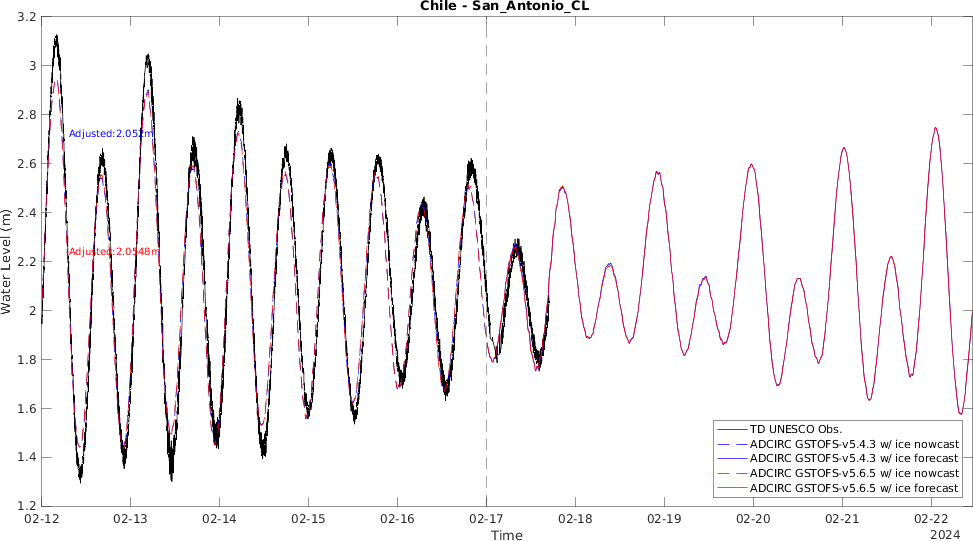 Chile - San_Antonio_CL
3.2
3
2.8
2.6
2.4
2.2
2
1.8
1.6
1.4
1.2
Water Level (m)
Adjusted:2.052m
Adjusted:2.0548m
TD UNESCO Obs.
ADCIRC GSTOFS-v5.4.3 w/ ice nowcast
ADCIRC GSTOFS-v5.4.3 w/ ice forecast
ADCIRC GSTOFS-v5.6.5 w/ ice nowcast
ADCIRC GSTOFS-v5.6.5 w/ ice forecast
02-12 02-13 02-14 02-15 02-16 02-17 02-18 02-19 02-20 02-21 02-22
Time
2024